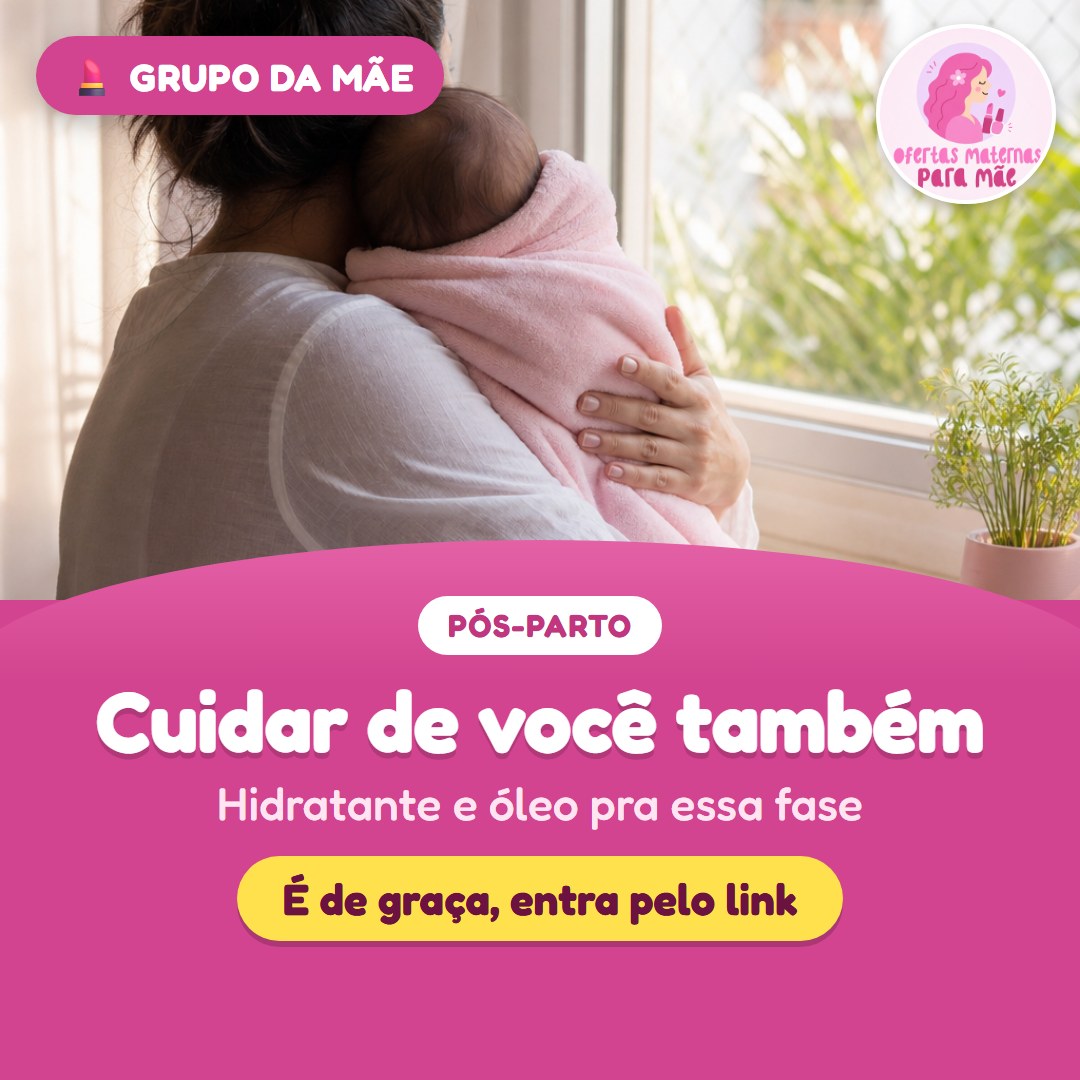 GRUPO DA MÃE
Ofertas maternas
para mãe
PÓS-PARTO
Cuidar de você também
Hidratante e óleo pra essa fase
É de graça, entra pelo link